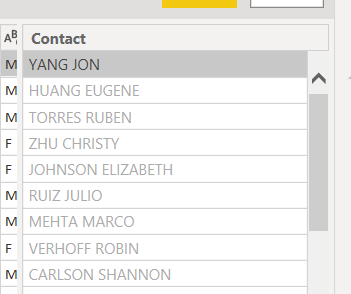 ABC Contact
M YANG JON
M HUANG EUGENE
M TORRES RUBEN
F ZHU CHRISTY
F JOHNSON ELIZABETH
M RUIZ JULIO
M MEHTA MARCO
F VERHOFF ROBIN
M CARLSON SHANNON